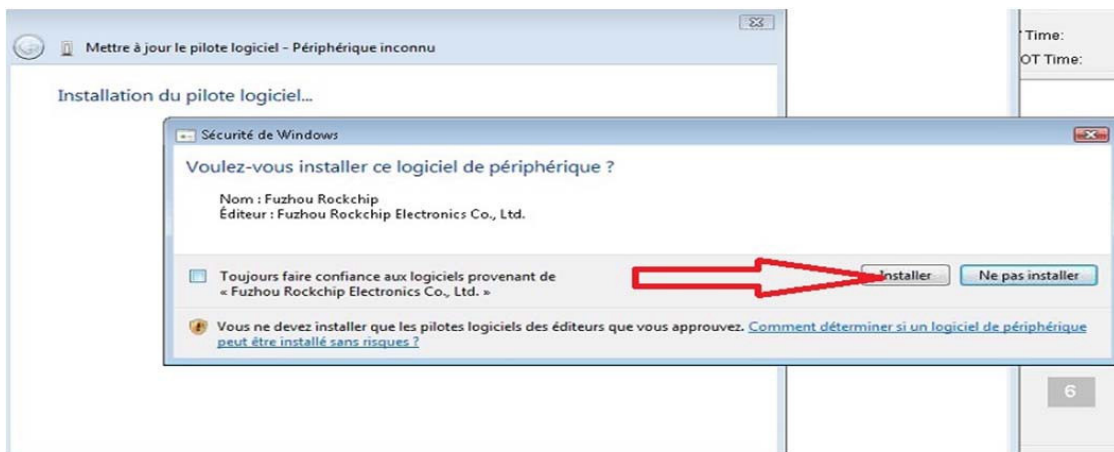 Mettre à jour le pilote logiciel - Périphérique inconnu
Installation du pilote logiciel...
Time:
OT Time:
Sécurité de Windows
Voulez-vous installer ce logiciel de périphérique ?
Nom : Fuzhou Rockchip
Éditeur : Fuzhou Rockchip Electronics Co., Ltd.
Toujours faire confiance aux logiciels provenant de
« Fuzhou Rockchip Electronics Co., Ltd. »
Installer
Ne pas installer
Vous ne devez installer que les pilotes logiciels des éditeurs que vous approuvez. Comment déterminer si un logiciel de périphérique
peut être installé sans risques ?
6